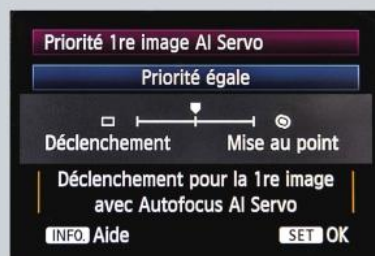 Priorité 1re image AI Servo
Priorité égale
Déclenchement Mise au point
Déclenchement pour la 1re image
avec Autofocus AI Servo
INFO. Aide SET OK